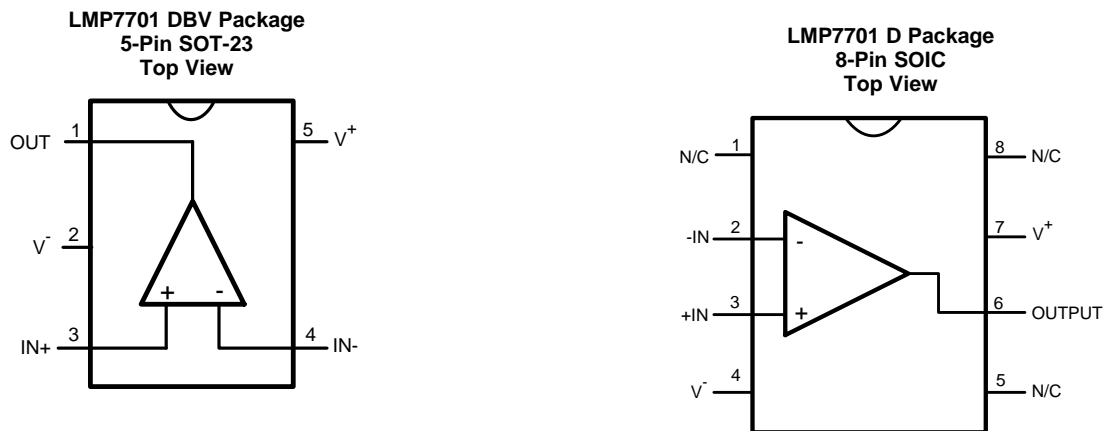 LMP7701 DBV Package
5-Pin SOT-23
Top View
OUT 1 5 V+
V- 2
+ -
IN+ 3 4 IN-
LMP7701 D Package
8-Pin SOIC
Top View
N/C 1 8 N/C
-IN 2 - 7 V+
+IN 3 + 6 OUTPUT
V- 4 5 N/C